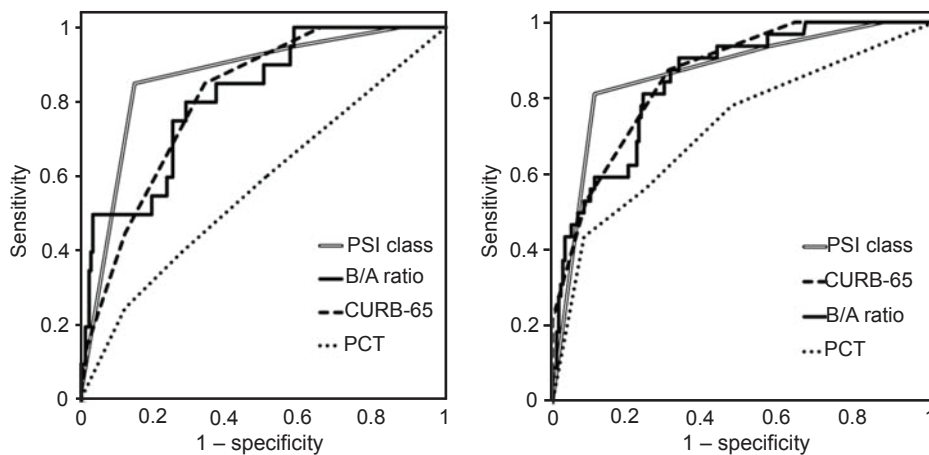 1
0.8
0.6
0.4
0.2
0
Sensitivity
PSI class
B/A ratio
CURB-65
PCT
0 0.2 0.4 0.6 0.8 1
1 – specificity
1
0.8
0.6
0.4
0.2
0
Sensitivity
PSI class
CURB-65
B/A ratio
PCT
0 0.2 0.4 0.6 0.8 1
1 – specificity